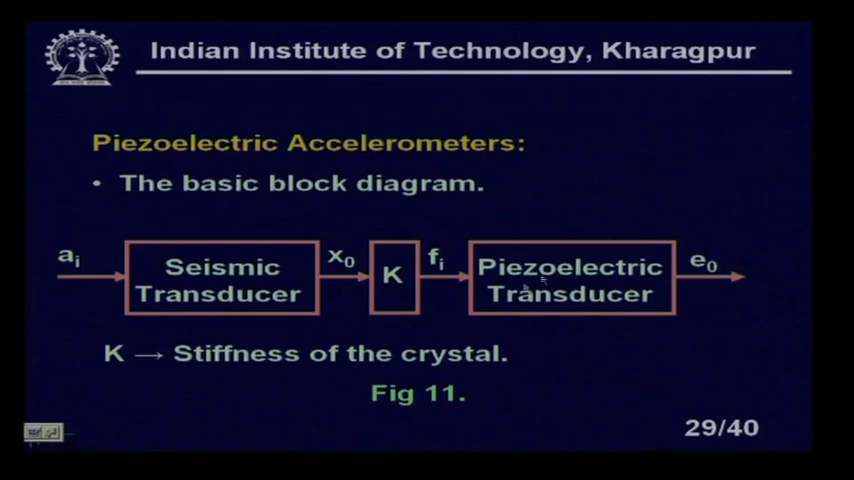 Indian Institute of Technology, Kharagpur
Piezoelectric Accelerometers:
• The basic block diagram.
aᵢ
Seismic
Transducer
x₀
K
fᵢ
Piezoelectric
Transducer
e₀
K → Stiffness of the crystal.
Fig 11.
29/40